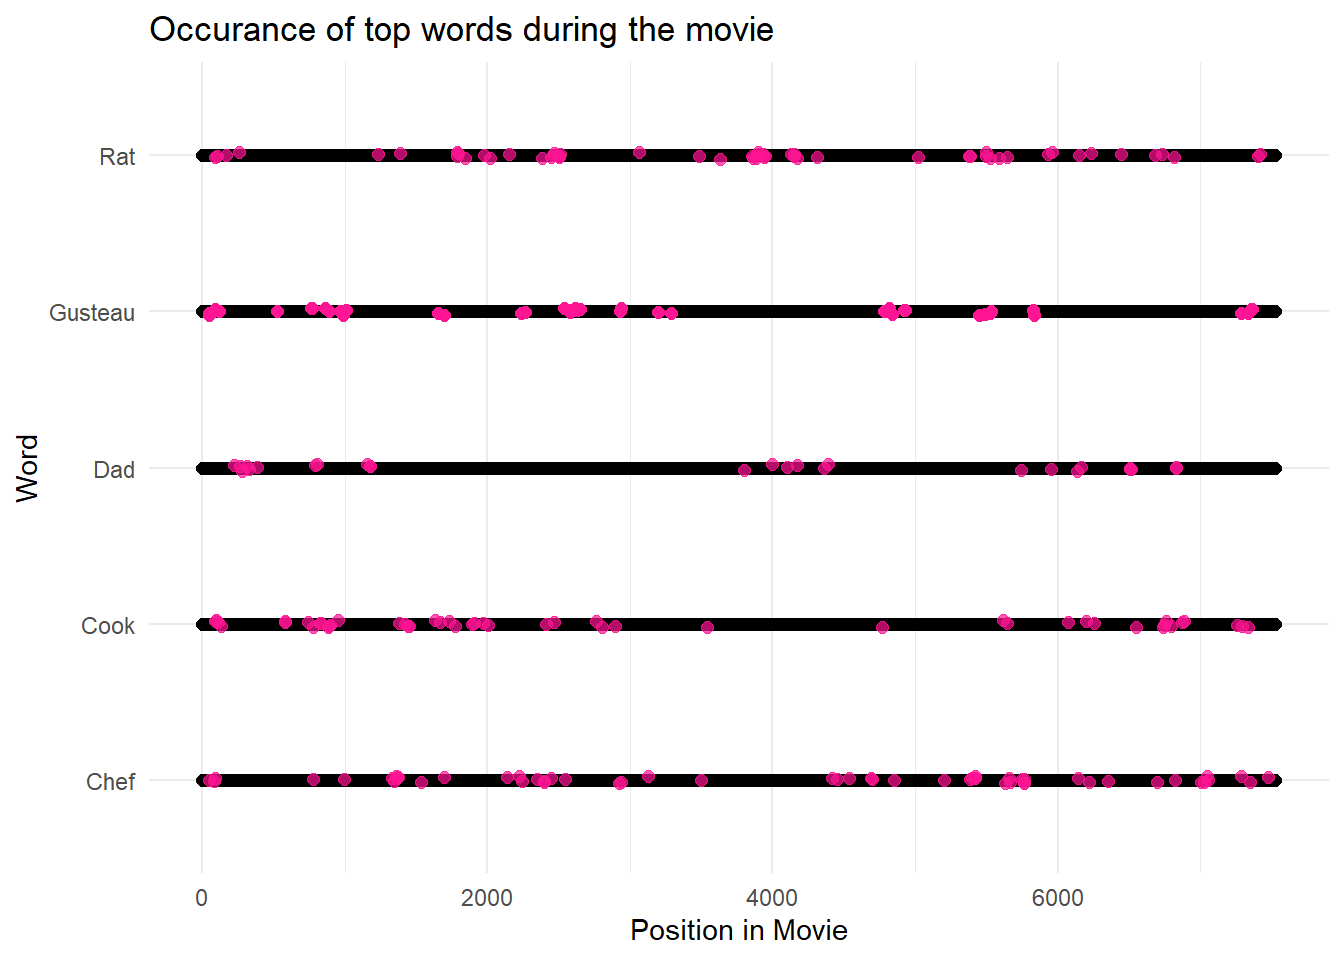 Occurance of top words during the movie
Rat
Gusteau
Dad
Cook
Chef
Word
0 2000 4000 6000
Position in Movie